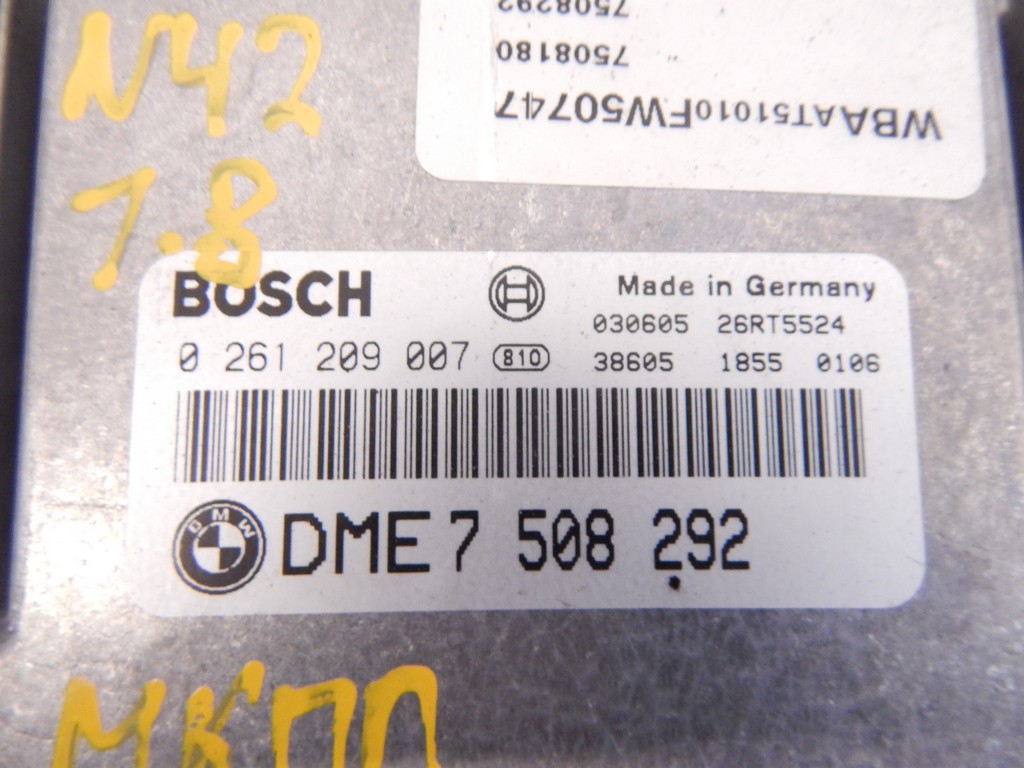 7508292
7508180
WBAAT51010FW50747
N42
1.8
BOSCH
Made in Germany
0 261 209 007 810
030605 26RT5524
38605 1855 0106
BMW
DME 7 508 292
МКПП